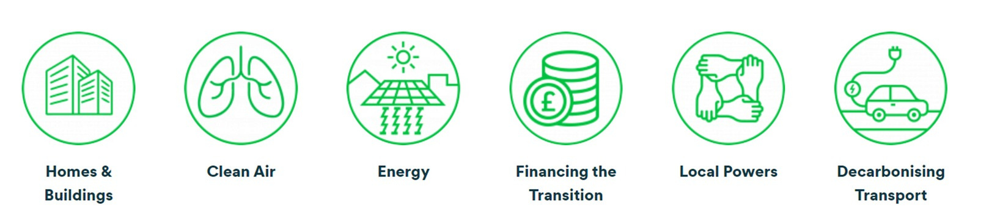 £
Homes &
Buildings
Clean Air
Energy
Financing the
Transition
Local Powers
Decarbonising
Transport